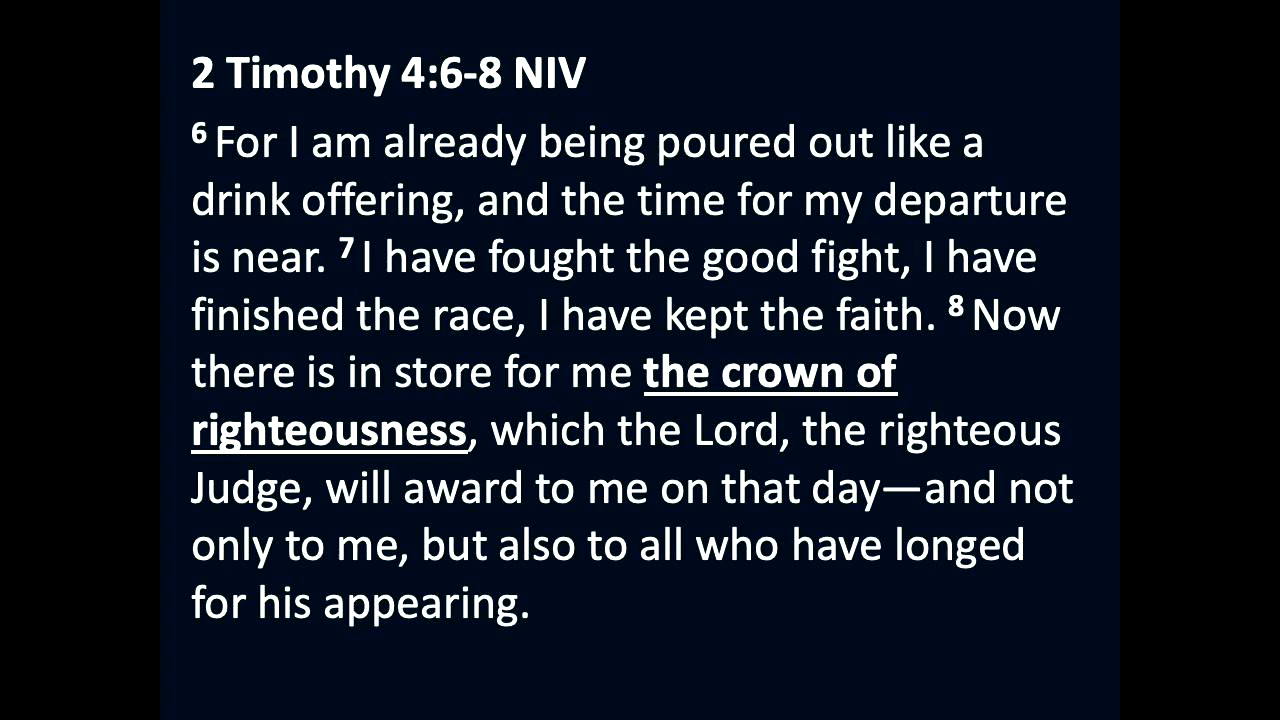 2 Timothy 4:6-8 NIV
6 For I am already being poured out like a
drink offering, and the time for my departure
is near. 7 I have fought the good fight, I have
finished the race, I have kept the faith. 8 Now
there is in store for me the crown of
righteousness, which the Lord, the righteous
Judge, will award to me on that day—and not
only to me, but also to all who have longed
for his appearing.